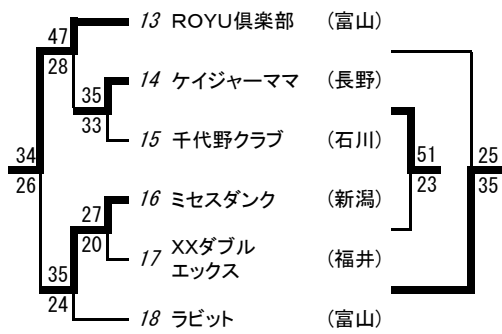 47
13 ROYU倶楽部 (富山)
28
35
14 ケイジャーママ (長野)
33
15 千代野クラブ (石川)
34
26
51
23
25
35
16 ミセスダンク (新潟)
27
20
17 XXダブル
エックス (福井)
35
24
18 ラビット (富山)